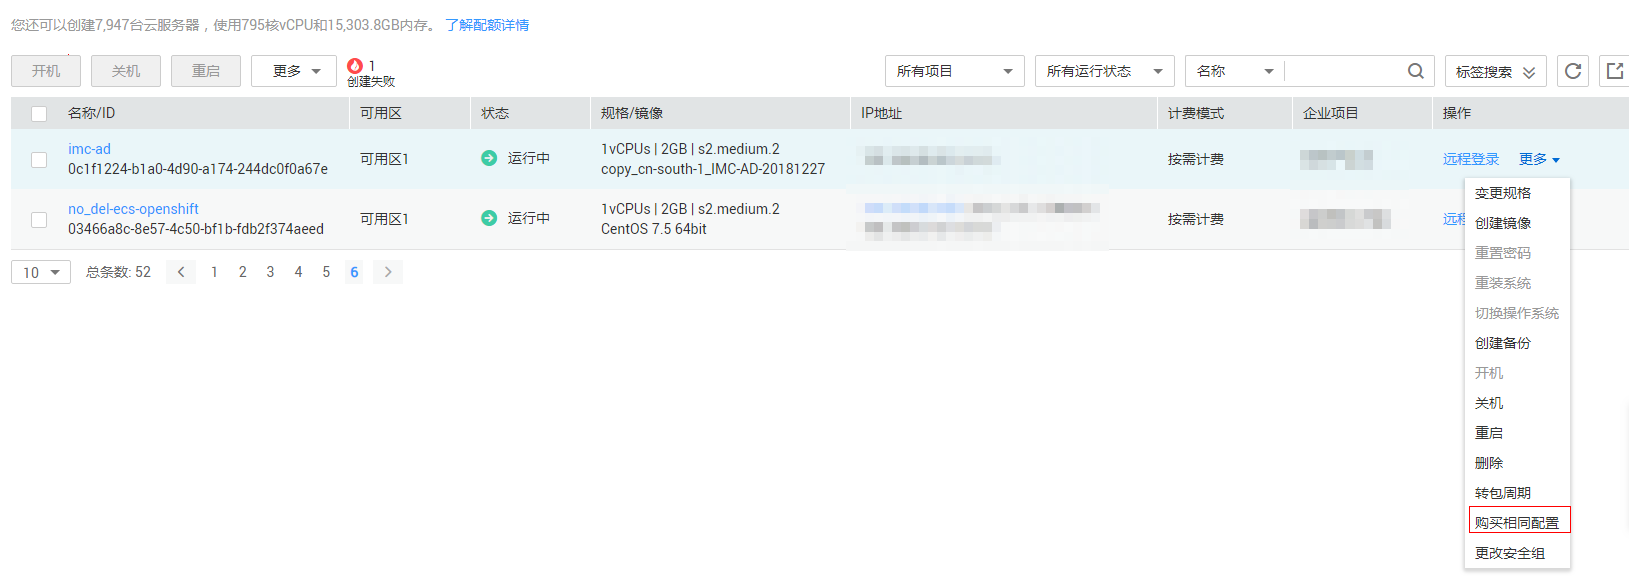 您还可以创建7,947台云服务器，使用795核vCPU和15,303.8GB内存。 了解配额详情
开机 关机 重启 更多 1 创建失败 所有项目 所有运行状态 名称 标签搜索
名称/ID 可用区 状态 规格/镜像 IP地址 计费模式 企业项目 操作
imc-ad
0c1f1224-b1a0-4d90-a174-244dc0f0a67e
可用区1
运行中
1vCPUs | 2GB | s2.medium.2
copy_cn-south-1_IMC-AD-20181227
按需计费
远程登录 更多
no_del-ecs-openshift
03466a8c-8e57-4c50-bf1b-fdb2f374aeed
可用区1
运行中
1vCPUs | 2GB | s2.medium.2
CentOS 7.5 64bit
按需计费
远程
变更规格
创建镜像
重置密码
重装系统
切换操作系统
创建备份
开机
关机
重启
删除
转包周期
购买相同配置
更改安全组
10 总条数: 52 < 1 2 3 4 5 6 >